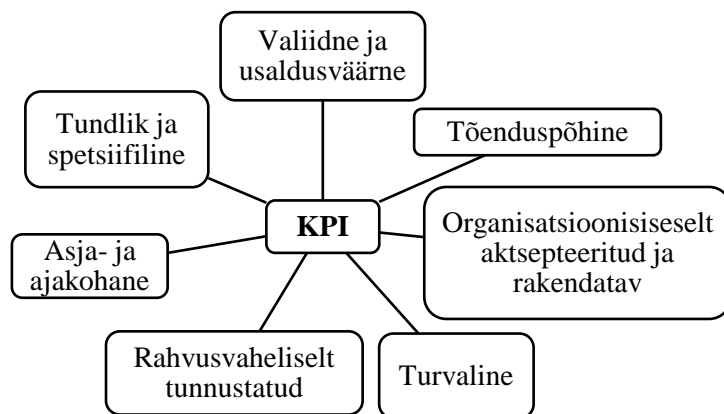 Valiidne ja
usaldusväärne
Tundlik ja
spetsiifiline
Tõenduspõhine
KPI
Organisatsioonisiseselt
aktsepteeritud ja
rakendatav
Asja- ja
ajakohane
Rahvusvaheliselt
tunnustatud
Turvaline